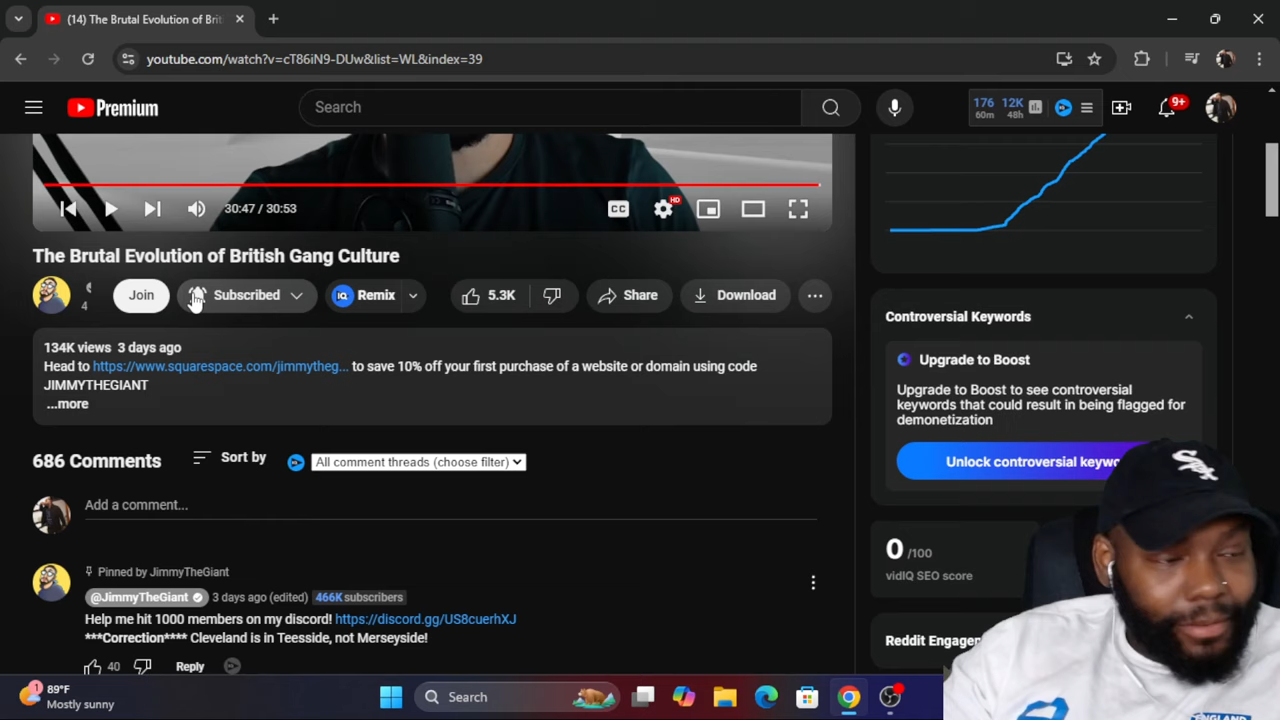 (14) The Brutal Evolution of Brit
youtube.com/watch?v=cT86iN9-DUw&list=WL&index=39
Premium
Search
176 12K
60m 48h
9+
CC
HD
30:47 / 30:53
The Brutal Evolution of British Gang Culture
4
Join
Subscribed
Remix
5.3K
Share
Download
134K views 3 days ago
Head to https://www.squarespace.com/jimmytheg... to save 10% off your first purchase of a website or domain using code
JIMMYTHEGIANT
...more
686 Comments
Sort by
All comment threads (choose filter)
Add a comment...
Pinned by JimmyTheGiant
@JimmyTheGiant 3 days ago (edited) 466K subscribers
Help me hit 1000 members on my discord! https://discord.gg/US8cuerhXJ
***Correction**** Cleveland is in Teesside, not Merseyside!
40
Reply
Controversial Keywords
Upgrade to Boost
Upgrade to Boost to see controversial
keywords that could result in being flagged for
demonetization
Unlock controversial keywo
0 /100
vidIQ SEO score
Reddit Engagem
Sox
ENGLAND
1
89°F
Mostly sunny
Search